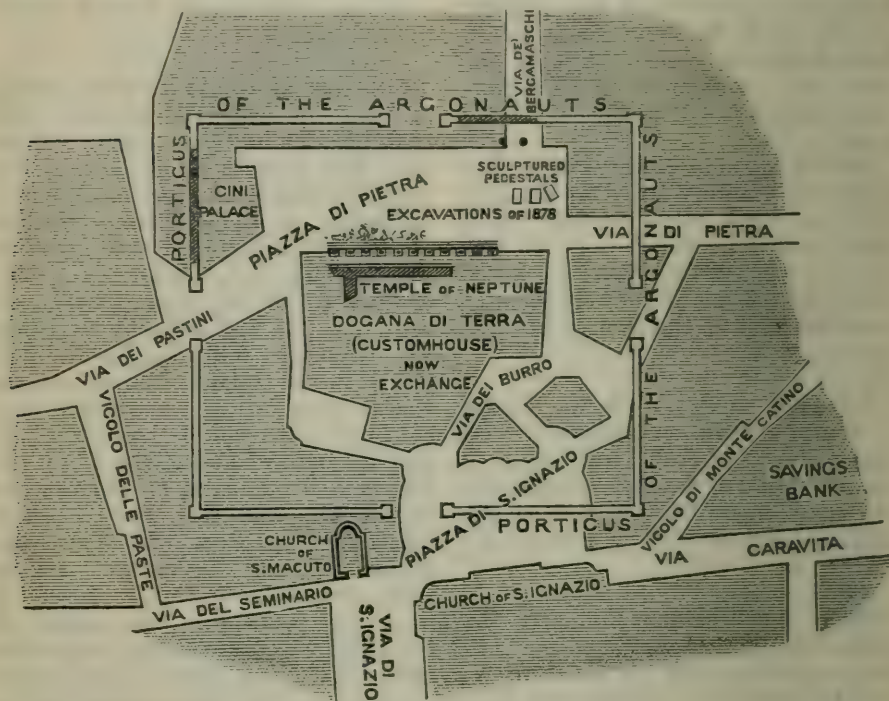 VIA DE'
BERGAMASCHI
OF THE ARGONAUTS
PORTICUS
CINI
PALACE
PIAZZA DI PIETRA
SCULPTURED
PEDESTALS
EXCAVATIONS OF 1878
VIA DI PIETRA
OF THE ARGONAUTS
PORTICUS
TEMPLE OF NEPTUNE
DOGANA DI TERRA
(CUSTOMHOUSE)
NOW
EXCHANGE
VIA DEI PASTINI
VIA DEI BURRO
VICOLO DELLE PASTE
PIAZZA DI S. IGNAZIO
VICOLO DI MONTE CATINO
SAVINGS
BANK
CHURCH
OF
S. MACUTO
VIA CARAVITA
VIA DEL SEMINARIO
CHURCH OF S. IGNAZIO
VIA DI
S. IGNAZIO